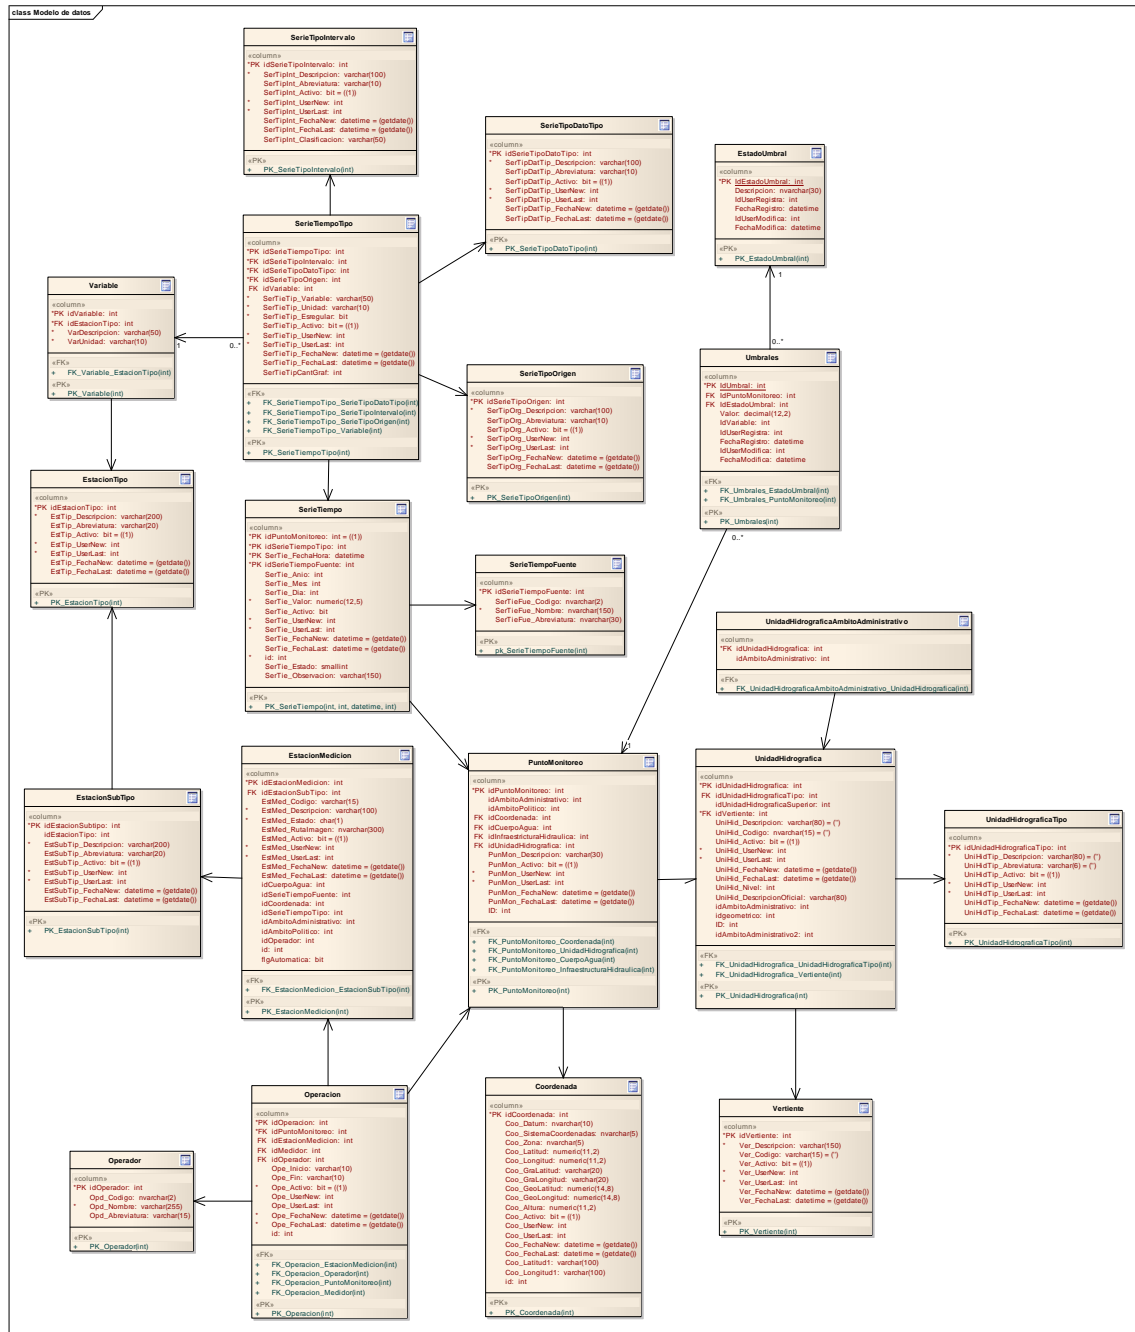 class Modelo de datos
SerieTipoIntervalo
«column»
*PK idSerieTipoIntervalo: int
* SerTipInt_Descripcion: varchar(100)
SerTipInt_Abreviatura: varchar(10)
SerTipInt_Activo: bit = ((1))
* SerTipInt_UserNew: int
* SerTipInt_UserLast: int
SerTipInt_FechaNew: datetime = (getdate())
SerTipInt_FechaLast: datetime = (getdate())
SerTipInt_Clasificacion: varchar(50)
«PK»
+ PK_SerieTipoIntervalo(int)
SerieTipoDatoTipo
«column»
*PK idSerieTipoDatoTipo: int
* SerTipDatTip_Descripcion: varchar(100)
SerTipDatTip_Abreviatura: varchar(10)
SerTipDatTip_Activo: bit = ((1))
* SerTipDatTip_UserNew: int
* SerTipDatTip_UserLast: int
SerTipDatTip_FechaNew: datetime = (getdate())
SerTipDatTip_FechaLast: datetime = (getdate())
«PK»
+ PK_SerieTipoDatoTipo(int)
EstadoUmbral
«column»
*PK IdEstadoUmbral: int
Descripcion: nvarchar(30)
IdUserRegistra: int
FechaRegistro: datetime
IdUserModifica: int
FechaModifica: datetime
«PK»
+ PK_EstadoUmbral(int)
1
0..*
SerieTiempoTipo
«column»
*PK idSerieTiempoTipo: int
*FK idSerieTipoIntervalo: int
*FK idSerieTipoDatoTipo: int
*FK idSerieTipoOrigen: int
FK idVariable: int
* SerTieTip_Variable: varchar(50)
* SerTieTip_Unidad: varchar(10)
* SerTieTip_Esregular: bit
SerTieTip_Activo: bit = ((1))
* SerTieTip_UserNew: int
* SerTieTip_UserLast: int
SerTieTip_FechaNew: datetime = (getdate())
SerTieTip_FechaLast: datetime = (getdate())
SerTieTipCantGraf: int
«FK»
+ FK_SerieTiempoTipo_SerieTipoDatoTipo(int)
+ FK_SerieTiempoTipo_SerieTipoIntervalo(int)
+ FK_SerieTiempoTipo_SerieTipoOrigen(int)
+ FK_SerieTiempoTipo_Variable(int)
«PK»
+ PK_SerieTiempoTipo(int)
Variable
«column»
*PK idVariable: int
*FK idEstacionTipo: int
* VarDescripcion: varchar(50)
* VarUnidad: varchar(10)
«FK»
+ FK_Variable_EstacionTipo(int)
«PK»
+ PK_Variable(int)
1
0..*
SerieTipoOrigen
«column»
*PK idSerieTipoOrigen: int
* SerTipOrg_Descripcion: varchar(100)
SerTipOrg_Abreviatura: varchar(10)
SerTipOrg_Activo: bit = ((1))
* SerTipOrg_UserNew: int
* SerTipOrg_UserLast: int
SerTipOrg_FechaNew: datetime = (getdate())
SerTipOrg_FechaLast: datetime = (getdate())
«PK»
+ PK_SerieTipoOrigen(int)
Umbrales
«column»
*PK IdUmbral: int
FK IdPuntoMonitoreo: int
FK IdEstadoUmbral: int
Valor: decimal(12,2)
IdVariable: int
IdUserRegistra: int
FechaRegistro: datetime
IdUserModifica: int
FechaModifica: datetime
«FK»
+ FK_Umbrales_EstadoUmbral(int)
+ FK_Umbrales_PuntoMonitoreo(int)
«PK»
+ PK_Umbrales(int)
0..*
1
EstacionTipo
«column»
*PK idEstacionTipo: int
* EstTip_Descripcion: varchar(200)
EstTip_Abreviatura: varchar(20)
EstTip_Activo: bit = ((1))
* EstTip_UserNew: int
* EstTip_UserLast: int
EstTip_FechaNew: datetime = (getdate())
EstTip_FechaLast: datetime = (getdate())
«PK»
+ PK_EstacionTipo(int)
SerieTiempo
«column»
*PK idPuntoMonitoreo: int = ((1))
*PK idSerieTiempoTipo: int
*PK SerTie_FechaHora: datetime
*PK idSerieTiempoFuente: int
SerTie_Anio: int
SerTie_Mes: int
SerTie_Dia: int
* SerTie_Valor: numeric(12,5)
SerTie_Activo: bit
* SerTie_UserNew: int
* SerTie_UserLast: int
SerTie_FechaNew: datetime = (getdate())
SerTie_FechaLast: datetime = (getdate())
* id: int
SerTie_Estado: smallint
SerTie_Observacion: varchar(150)
«PK»
+ PK_SerieTiempo(int, int, datetime, int)
SerieTiempoFuente
«column»
*PK idSerieTiempoFuente: int
SerTieFue_Codigo: nvarchar(2)
* SerTieFue_Nombre: nvarchar(150)
SerTieFue_Abreviatura: nvarchar(30)
«PK»
+ pk_SerieTiempoFuente(int)
UnidadHidrograficaAmbitoAdministrativo
«column»
*FK idUnidadHidrografica: int
idAmbitoAdministrativo: int
«FK»
+ FK_UnidadHidrograficaAmbitoAdministrativo_UnidadHidrografica(int)
EstacionSubTipo
«column»
*PK idEstacionSubtipo: int
idEstacionTipo: int
* EstSubTip_Descripcion: varchar(200)
EstSubTip_Abreviatura: varchar(20)
EstSubTip_Activo: bit = ((1))
* EstSubTip_UserNew: int
* EstSubTip_UserLast: int
EstSubTip_FechaNew: datetime = (getdate())
EstSubTip_FechaLast: datetime = (getdate())
«PK»
+ PK_EstacionSubTipo(int)
EstacionMedicion
«column»
*PK idEstacionMedicion: int
FK idEstacionSubTipo: int
EstMed_Codigo: varchar(15)
* EstMed_Descripcion: varchar(100)
* EstMed_Estado: char(1)
EstMed_RutaImagen: nvarchar(300)
EstMed_Activo: bit = ((1))
* EstMed_UserNew: int
* EstMed_UserLast: int
EstMed_FechaNew: datetime = (getdate())
EstMed_FechaLast: datetime = (getdate())
idCuerpoAgua: int
idSerieTiempoFuente: int
idCoordenada: int
idSerieTiempoTipo: int
idAmbitoAdministrativo: int
idAmbitoPolitico: int
idOperador: int
id: int
flgAutomatica: bit
«FK»
+ FK_EstacionMedicion_EstacionSubTipo(int)
«PK»
+ PK_EstacionMedicion(int)
PuntoMonitoreo
«column»
*PK idPuntoMonitoreo: int
idAmbitoAdministrativo: int
idAmbitoPolitico: int
FK idCoordenada: int
FK idCuerpoAgua: int
FK idInfraestructuraHidraulica: int
FK idUnidadHidrografica: int
PunMon_Descripcion: varchar(30)
PunMon_Activo: bit = ((1))
* PunMon_UserNew: int
* PunMon_UserLast: int
PunMon_FechaNew: datetime = (getdate())
PunMon_FechaLast: datetime = (getdate())
ID: int
«FK»
+ FK_PuntoMonitoreo_Coordenada(int)
+ FK_PuntoMonitoreo_UnidadHidrografica(int)
+ FK_PuntoMonitoreo_CuerpoAgua(int)
+ FK_PuntoMonitoreo_InfraestructuraHidraulica(int)
«PK»
+ PK_PuntoMonitoreo(int)
UnidadHidrografica
«column»
*PK idUnidadHidrografica: int
FK idUnidadHidrograficaTipo: int
idUnidadHidrograficaSuperior: int
*FK idVertiente: int
UniHid_Descripcion: varchar(80) = ('')
UniHid_Codigo: nvarchar(15) = ('')
UniHid_Activo: bit = ((1))
* UniHid_UserNew: int
* UniHid_UserLast: int
UniHid_FechaNew: datetime = (getdate())
UniHid_FechaLast: datetime = (getdate())
UniHid_Nivel: int
UniHid_DescripcionOficial: varchar(80)
idAmbitoAdministrativo: int
idgeometrico: int
ID: int
idAmbitoAdministrativo2: int
«FK»
+ FK_UnidadHidrografica_UnidadHidrograficaTipo(int)
+ FK_UnidadHidrografica_Vertiente(int)
«PK»
+ PK_UnidadHidrografica(int)
UnidadHidrograficaTipo
«column»
*PK idUnidadHidrograficaTipo: int
* UniHidTip_Descripcion: varchar(80) = ('')
* UniHidTip_Abreviatura: varchar(6) = ('')
UniHidTip_Activo: bit = ((1))
* UniHidTip_UserNew: int
* UniHidTip_UserLast: int
UniHidTip_FechaNew: datetime = (getdate())
UniHidTip_FechaLast: datetime = (getdate())
«PK»
+ PK_UnidadHidrograficaTipo(int)
Operacion
«column»
*PK idOperacion: int
*FK idPuntoMonitoreo: int
FK idEstacionMedicion: int
FK idMedidor: int
FK idOperador: int
Ope_Inicio: varchar(10)
Ope_Fin: varchar(10)
* Ope_Activo: bit = ((1))
Ope_UserNew: int
Ope_UserLast: int
* Ope_FechaNew: datetime = (getdate())
* Ope_FechaLast: datetime = (getdate())
id: int
«FK»
+ FK_Operacion_EstacionMedicion(int)
+ FK_Operacion_Operador(int)
+ FK_Operacion_PuntoMonitoreo(int)
+ FK_Operacion_Medidor(int)
«PK»
+ PK_Operacion(int)
Operador
«column»
*PK idOperador: int
Opd_Codigo: nvarchar(2)
* Opd_Nombre: nvarchar(255)
Opd_Abreviatura: varchar(15)
«PK»
+ PK_Operador(int)
Coordenada
«column»
*PK idCoordenada: int
Coo_Datum: nvarchar(10)
Coo_SistemaCoordenadas: nvarchar(5)
Coo_Zona: nvarchar(5)
Coo_Latitud: numeric(11,2)
Coo_Longitud: numeric(11,2)
Coo_GraLatitud: varchar(20)
Coo_GraLongitud: varchar(20)
Coo_GeoLatitud: numeric(14,8)
Coo_GeoLongitud: numeric(14,8)
Coo_Altura: numeric(11,2)
Coo_Activo: bit = ((1))
Coo_UserNew: int
Coo_UserLast: int
Coo_FechaNew: datetime = (getdate())
Coo_FechaLast: datetime = (getdate())
Coo_Latitud1: varchar(100)
Coo_Longitud1: varchar(100)
id: int
«PK»
+ PK_Coordenada(int)
Vertiente
«column»
*PK idVertiente: int
* Ver_Descripcion: varchar(150)
Ver_Codigo: varchar(15) = ('')
Ver_Activo: bit = ((1))
* Ver_UserNew: int
* Ver_UserLast: int
Ver_FechaNew: datetime = (getdate())
Ver_FechaLast: datetime = (getdate())
«PK»
+ PK_Vertiente(int)